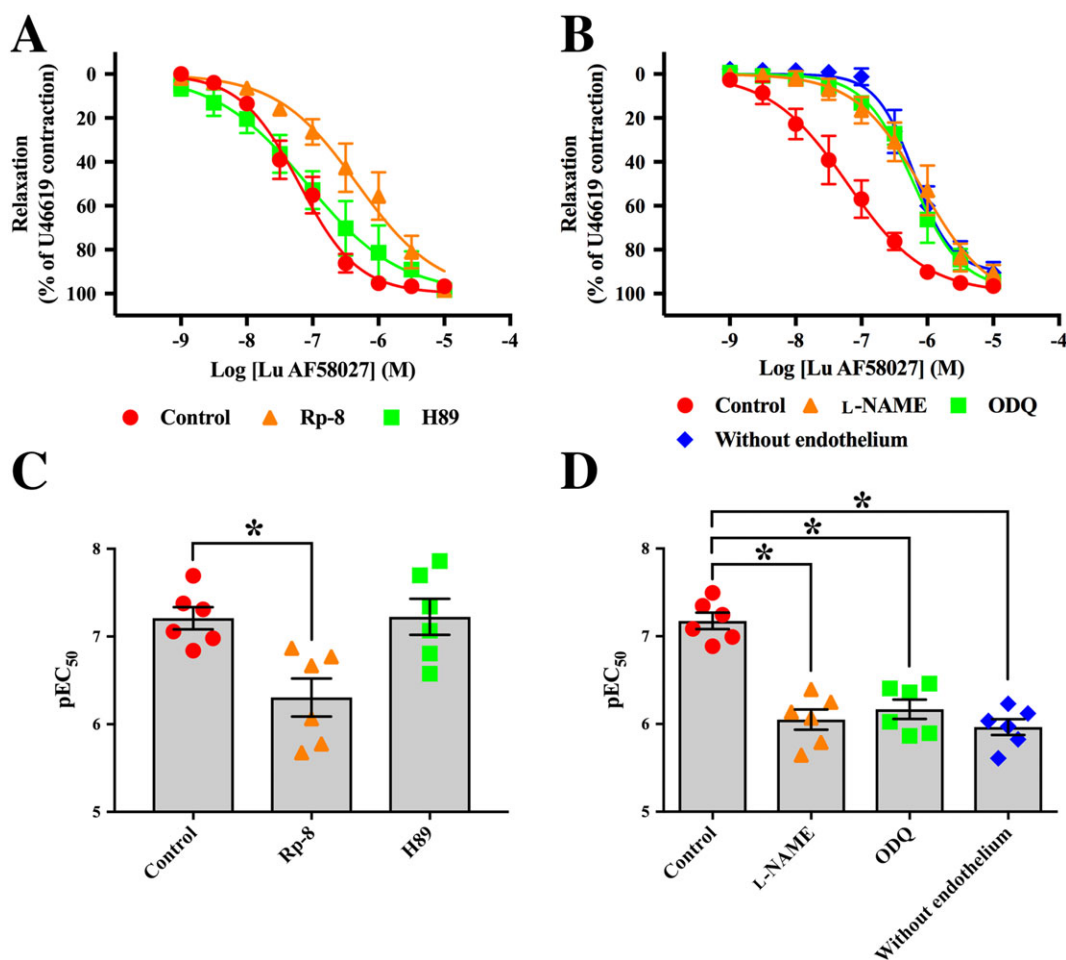 A
0
20
40
60
80
100
Relaxation
(% of U46619 contraction)
-9
-8
-7
-6
-5
-4
Log [Lu AF58027] (M)
Control
Rp-8
H89
B
0
20
40
60
80
100
Relaxation
(% of U46619 contraction)
-9
-8
-7
-6
-5
-4
Log [Lu AF58027] (M)
Control
L-NAME
ODQ
Without endothelium
C
8
7
6
5
pEC50
*
Control
Rp-8
H89
D
8
7
6
5
pEC50
*
*
*
Control
L-NAME
ODQ
Without endothelium